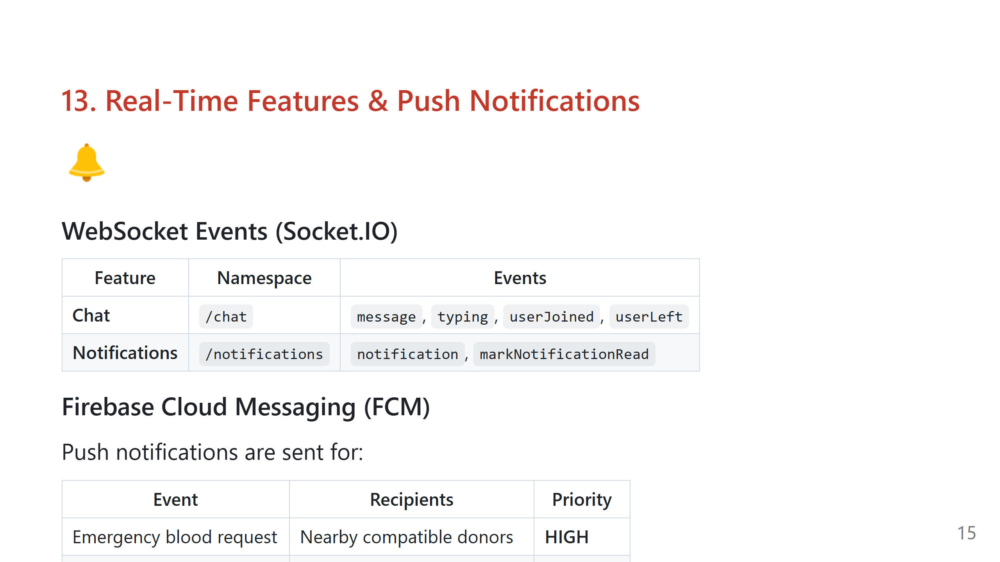 13. Real-Time Features & Push Notifications
WebSocket Events (Socket.IO)
Feature Namespace Events
Chat /chat message, typing, userJoined, userLeft
Notifications /notifications notification, markNotificationRead
Firebase Cloud Messaging (FCM)
Push notifications are sent for:
Event Recipients Priority
Emergency blood request Nearby compatible donors HIGH
15